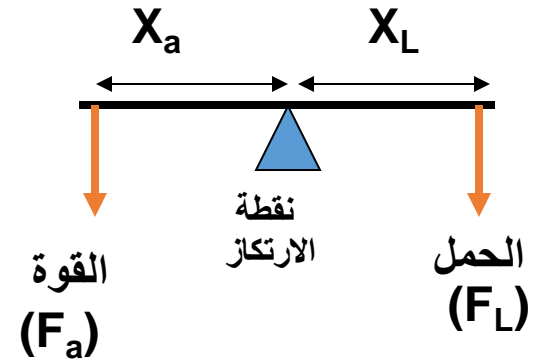 Xa
XL
نقطة
الارتكاز
القوة
(Fa)
الحمل
(FL)